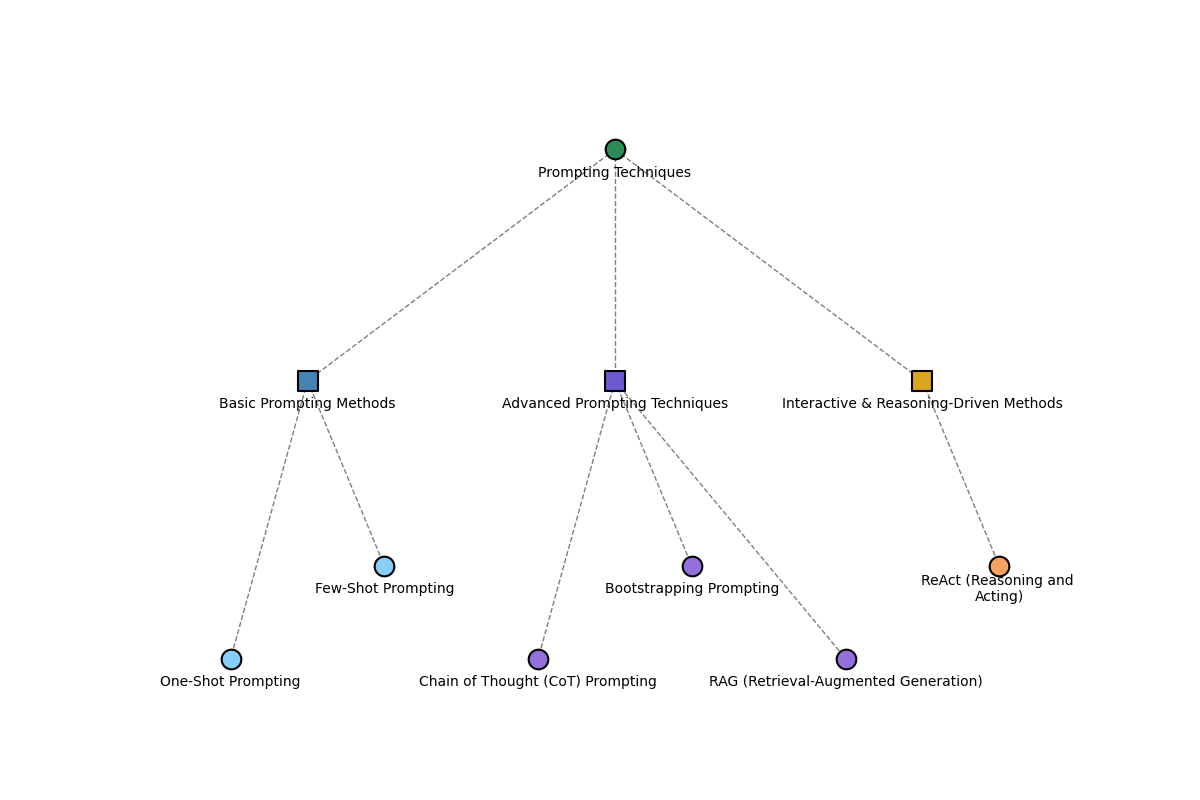 Prompting Techniques
Basic Prompting Methods
Advanced Prompting Techniques
Interactive & Reasoning-Driven Methods
Few-Shot Prompting
Bootstrapping Prompting
ReAct (Reasoning and
Acting)
One-Shot Prompting
Chain of Thought (CoT) Prompting
RAG (Retrieval-Augmented Generation)